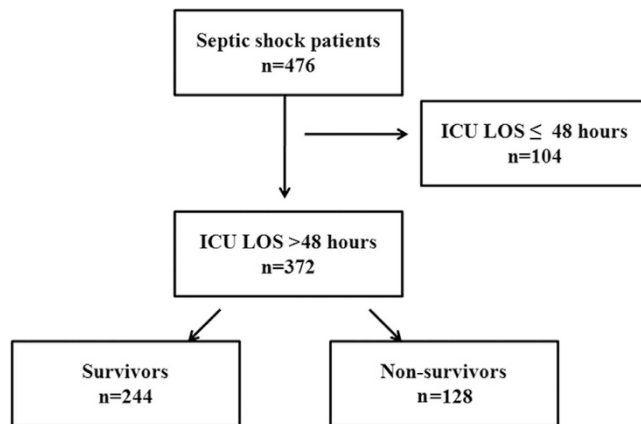 Septic shock patients
n=476
ICU LOS ≤ 48 hours
n=104
ICU LOS >48 hours
n=372
Survivors
n=244
Non-survivors
n=128